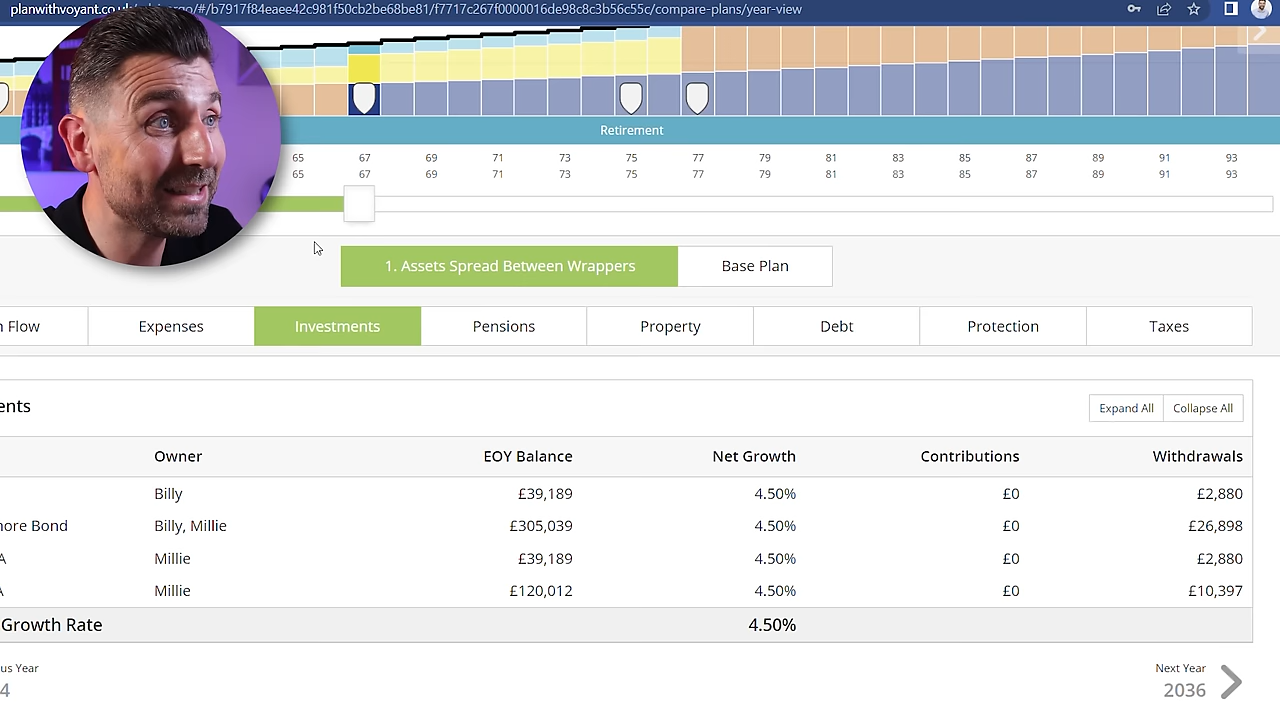 planwithvoyant.co.uk
#/b7917f84eaee42c981f50cb2be68be81/f7717c267f0000016de98c8c3b56c55c/compare-plans/year-view
Retirement
65 67 69 71 73 75 77 79 81 83 85 87 89 91 93
65 67 69 71 73 75 77 79 81 83 85 87 89 91 93
1. Assets Spread Between Wrappers Base Plan
Flow Expenses Investments Pensions Property Debt Protection Taxes
ents Expand All Collapse All
Owner EOY Balance Net Growth Contributions Withdrawals
Billy £39,189 4.50% £0 £2,880
ore Bond Billy, Millie £305,039 4.50% £0 £26,898
A Millie £39,189 4.50% £0 £2,880
Millie £120,012 4.50% £0 £10,397
Growth Rate 4.50%
us Year Next Year
4 2036